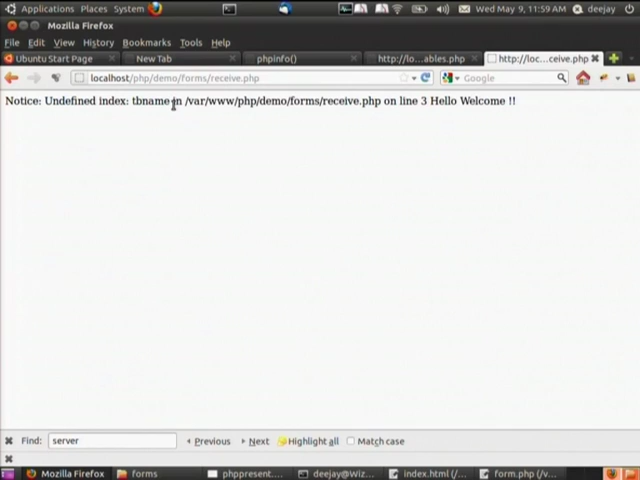 Applications Places System Wed May 9, 11:59 AM deejay
Mozilla Firefox
File Edit View History Bookmarks Tools Help
Ubuntu Start Page New Tab phpinfo() http://lo...ables.php http://loc...ceive.php
localhost/php/demo/forms/receive.php Google
Notice: Undefined index: tbname in /var/www/php/demo/forms/receive.php on line 3 Hello Welcome !!
Find: server Previous Next Highlight all Match case
Mozilla Firefox forms phppresent.... deejay@Wiz... index.html (/... form.php (/v...